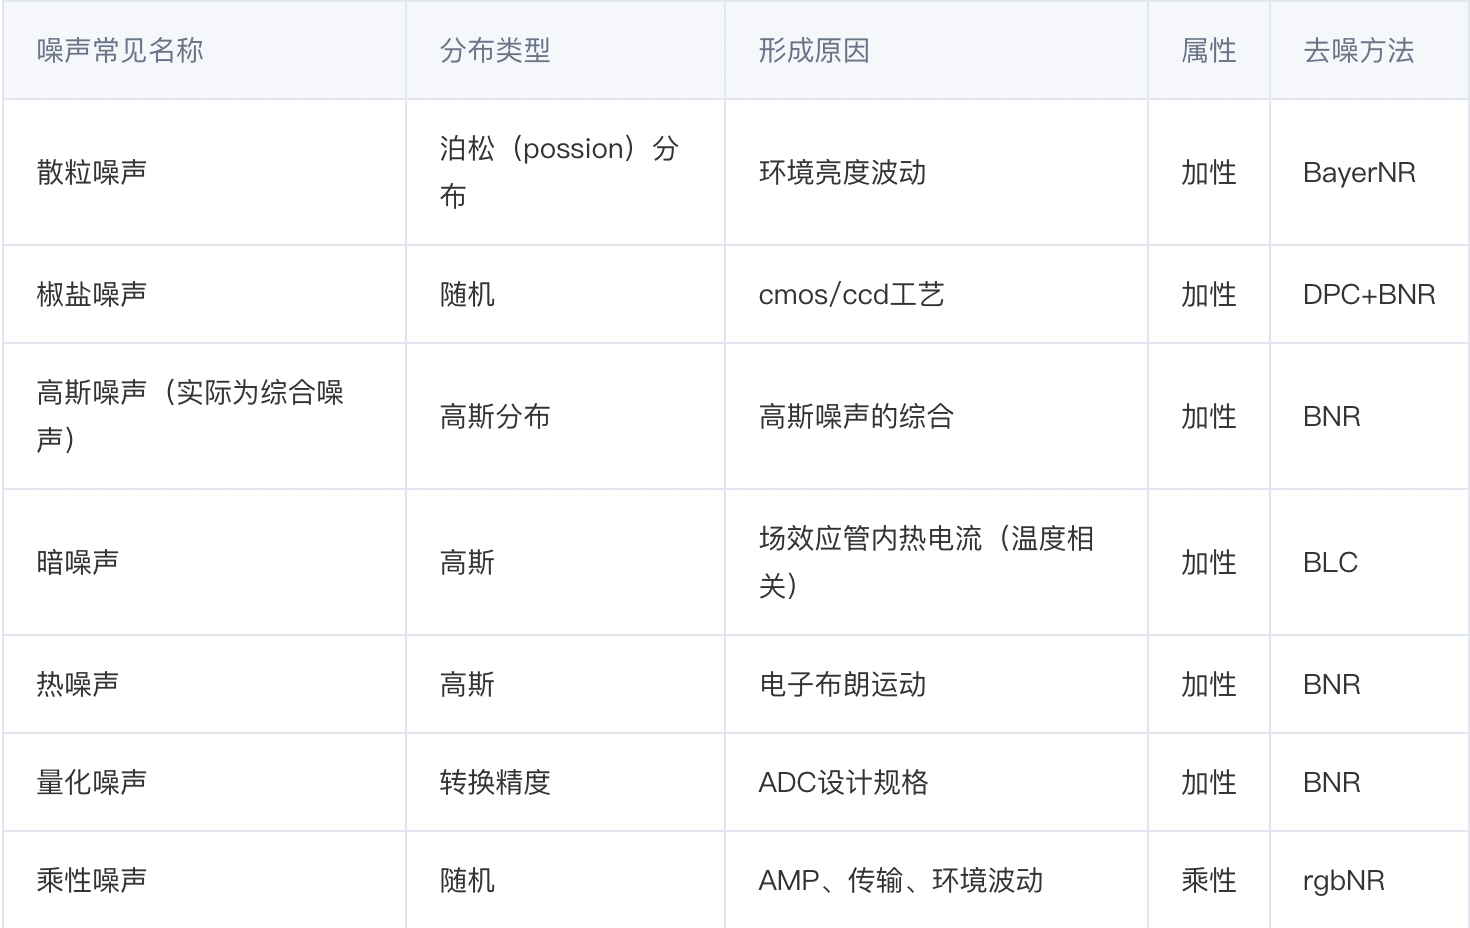 噪声常见名称 分布类型 形成原因 属性 去噪方法
散粒噪声 泊松（possion）分
布 环境亮度波动 加性 BayerNR
椒盐噪声 随机 cmos/ccd工艺 加性 DPC+BNR
高斯噪声（实际为综合噪
声） 高斯分布 高斯噪声的综合 加性 BNR
暗噪声 高斯 场效应管内热电流（温度相
关） 加性 BLC
热噪声 高斯 电子布朗运动 加性 BNR
量化噪声 转换精度 ADC设计规格 加性 BNR
乘性噪声 随机 AMP、传输、环境波动 乘性 rgbNR